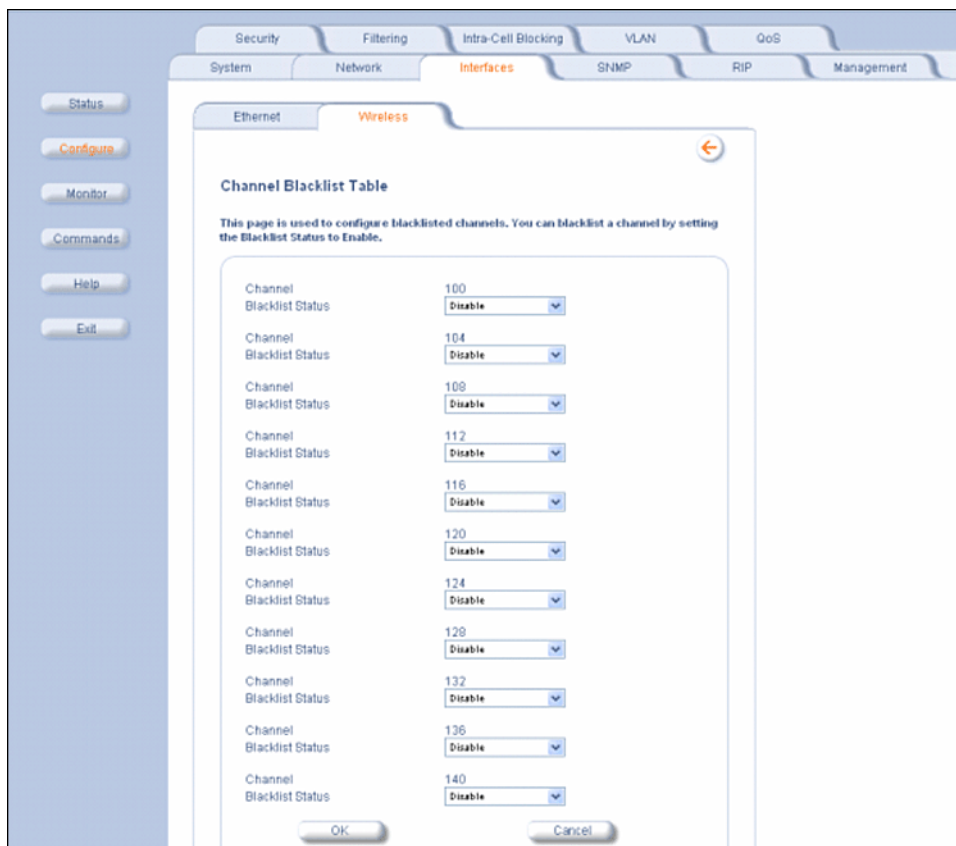 Security Filtering Intra-Cell Blocking VLAN QoS
System Network Interfaces SNMP RIP Management
Status
Configure
Monitor
Commands
Help
Exit
Ethernet Wireless
Channel Blacklist Table
This page is used to configure blacklisted channels. You can blacklist a channel by setting
the Blacklist Status to Enable.
Channel 100
Blacklist Status Disable
Channel 104
Blacklist Status Disable
Channel 108
Blacklist Status Disable
Channel 112
Blacklist Status Disable
Channel 116
Blacklist Status Disable
Channel 120
Blacklist Status Disable
Channel 124
Blacklist Status Disable
Channel 128
Blacklist Status Disable
Channel 132
Blacklist Status Disable
Channel 136
Blacklist Status Disable
Channel 140
Blacklist Status Disable
OK Cancel